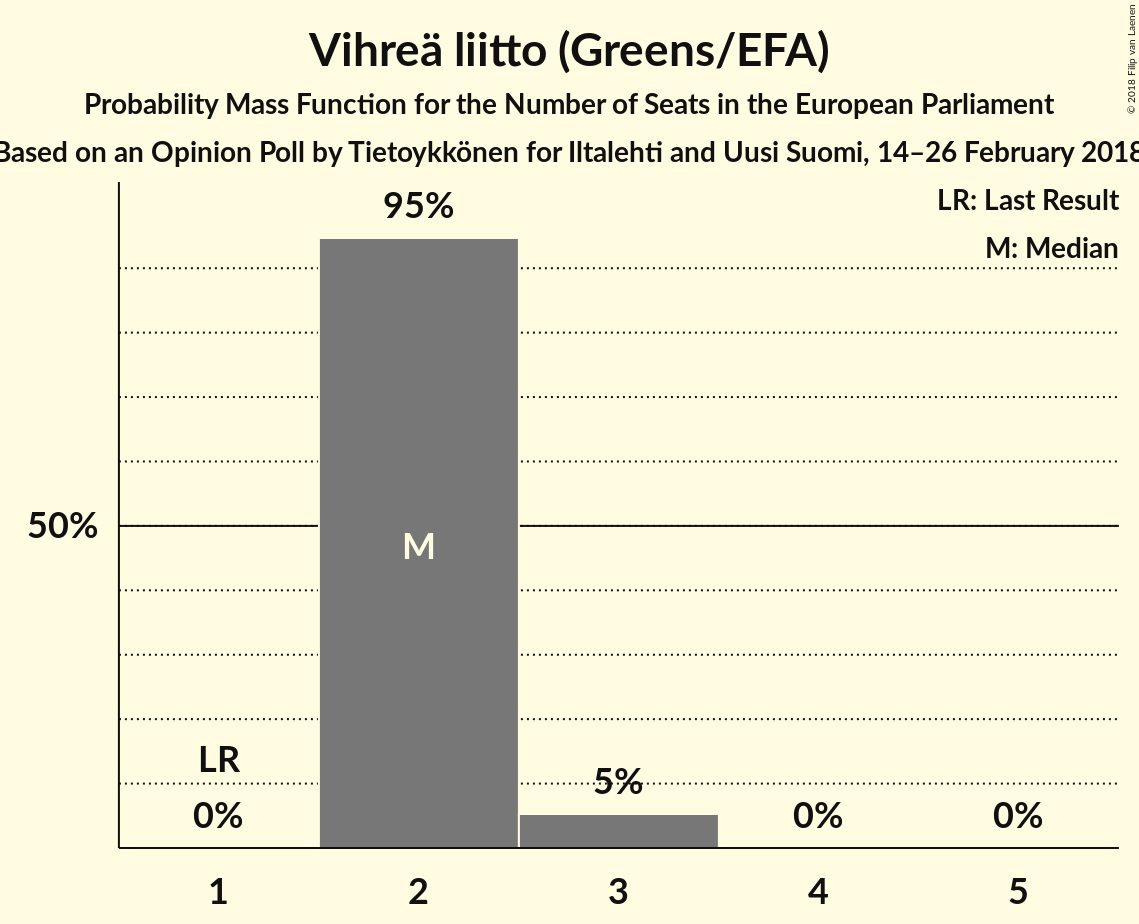 Vihreä liitto (Greens/EFA)
Probability Mass Function for the Number of Seats in the European Parliament
Based on an Opinion Poll by Tietoykkönen for Iltalehti and Uusi Suomi, 14–26 February 2018
© 2018 Filip van Laenen
LR: Last Result
M: Median
95%
50%
M
LR
0%
5%
0%
0%
1
2
3
4
5